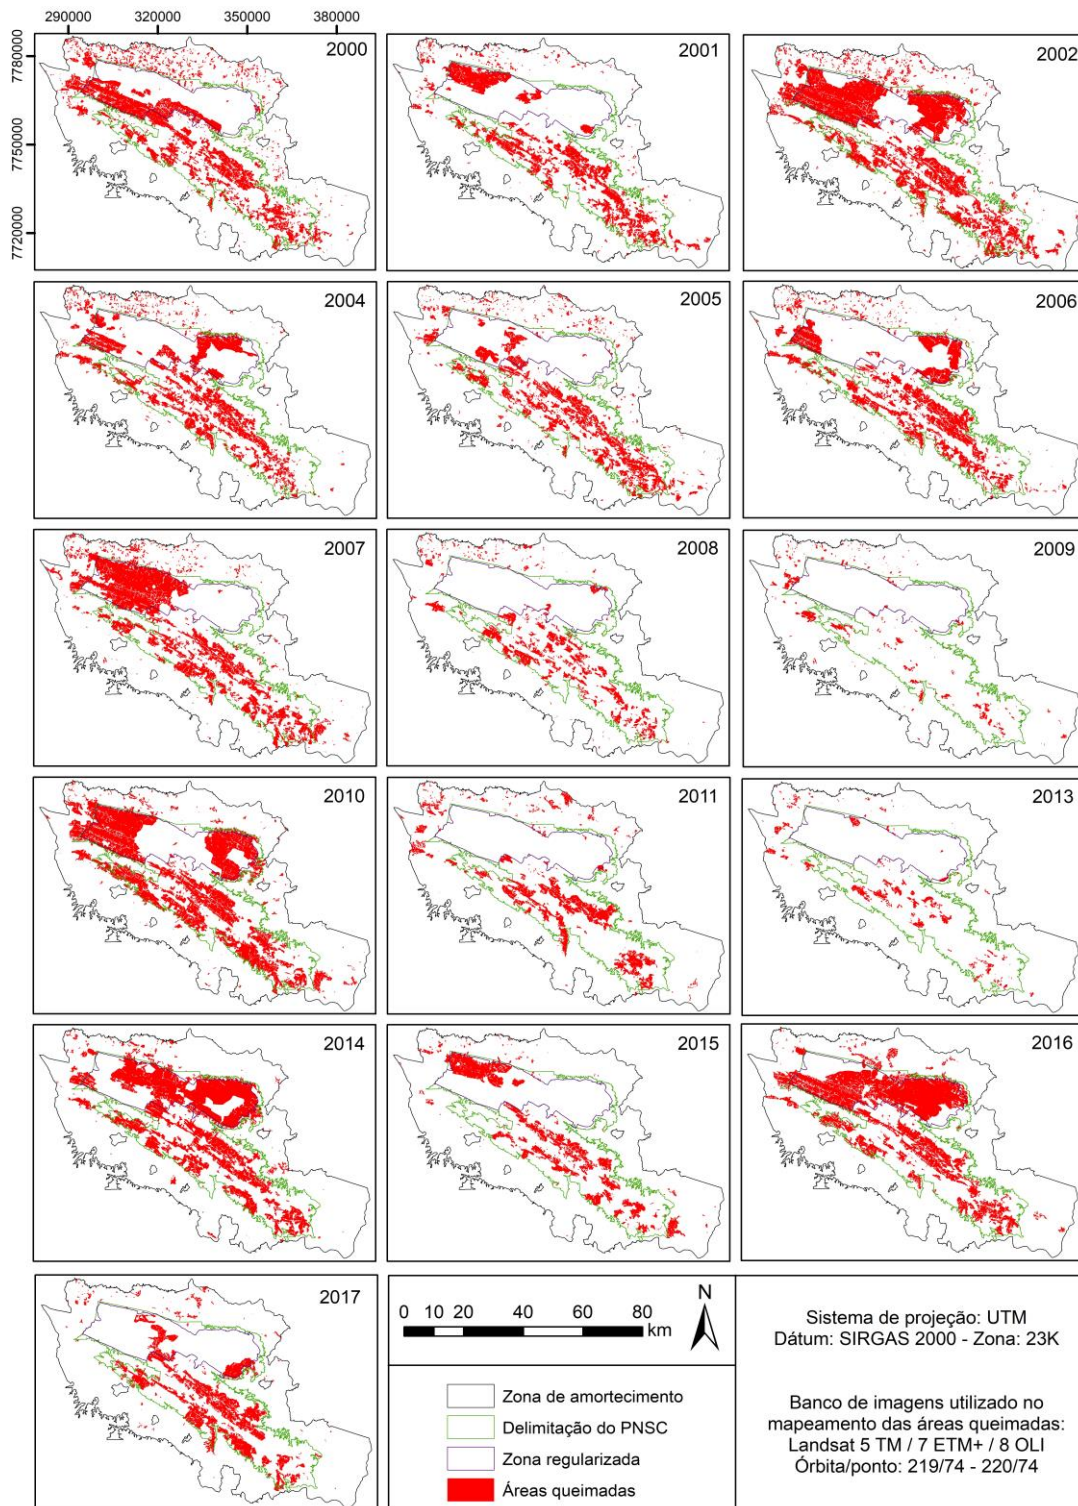 290000 320000 350000 380000
7780000
7750000
7720000
2000
2001
2002
2004
2005
2006
2007
2008
2009
2010
2011
2013
2014
2015
2016
2017
0 10 20 40 60 80
km
N
Zona de amortecimento
Delimitação do PNSC
Zona regularizada
Áreas queimadas
Sistema de projeção: UTM
Dátum: SIRGAS 2000 - Zona: 23K
Banco de imagens utilizado no
mapeamento das áreas queimadas:
Landsat 5 TM / 7 ETM+ / 8 OLI
Órbita/ponto: 219/74 - 220/74